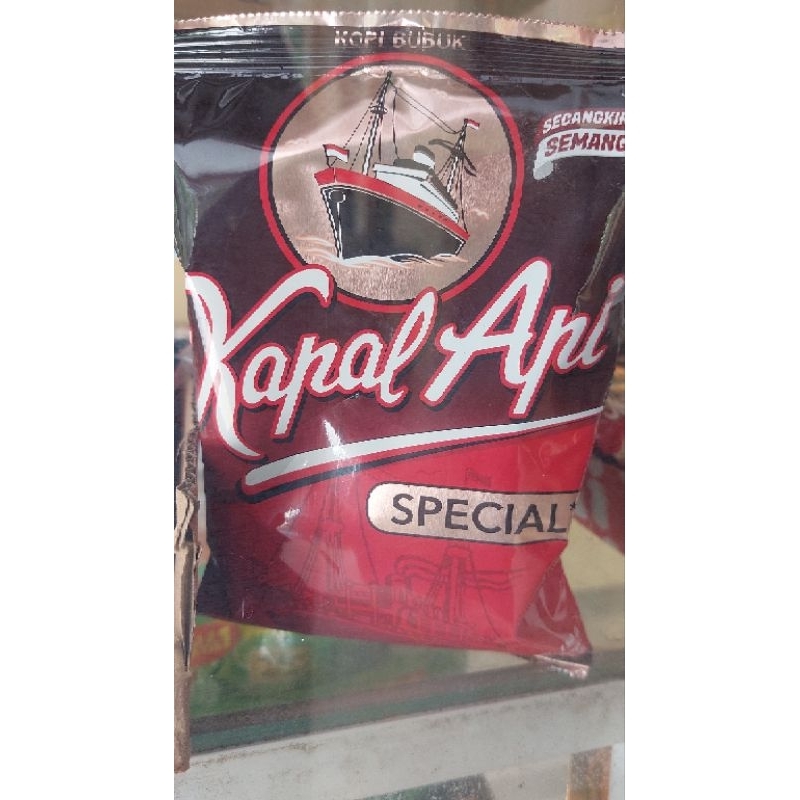 KOPI BUBUK
SEMANG
Kapal Api
SPECIAL